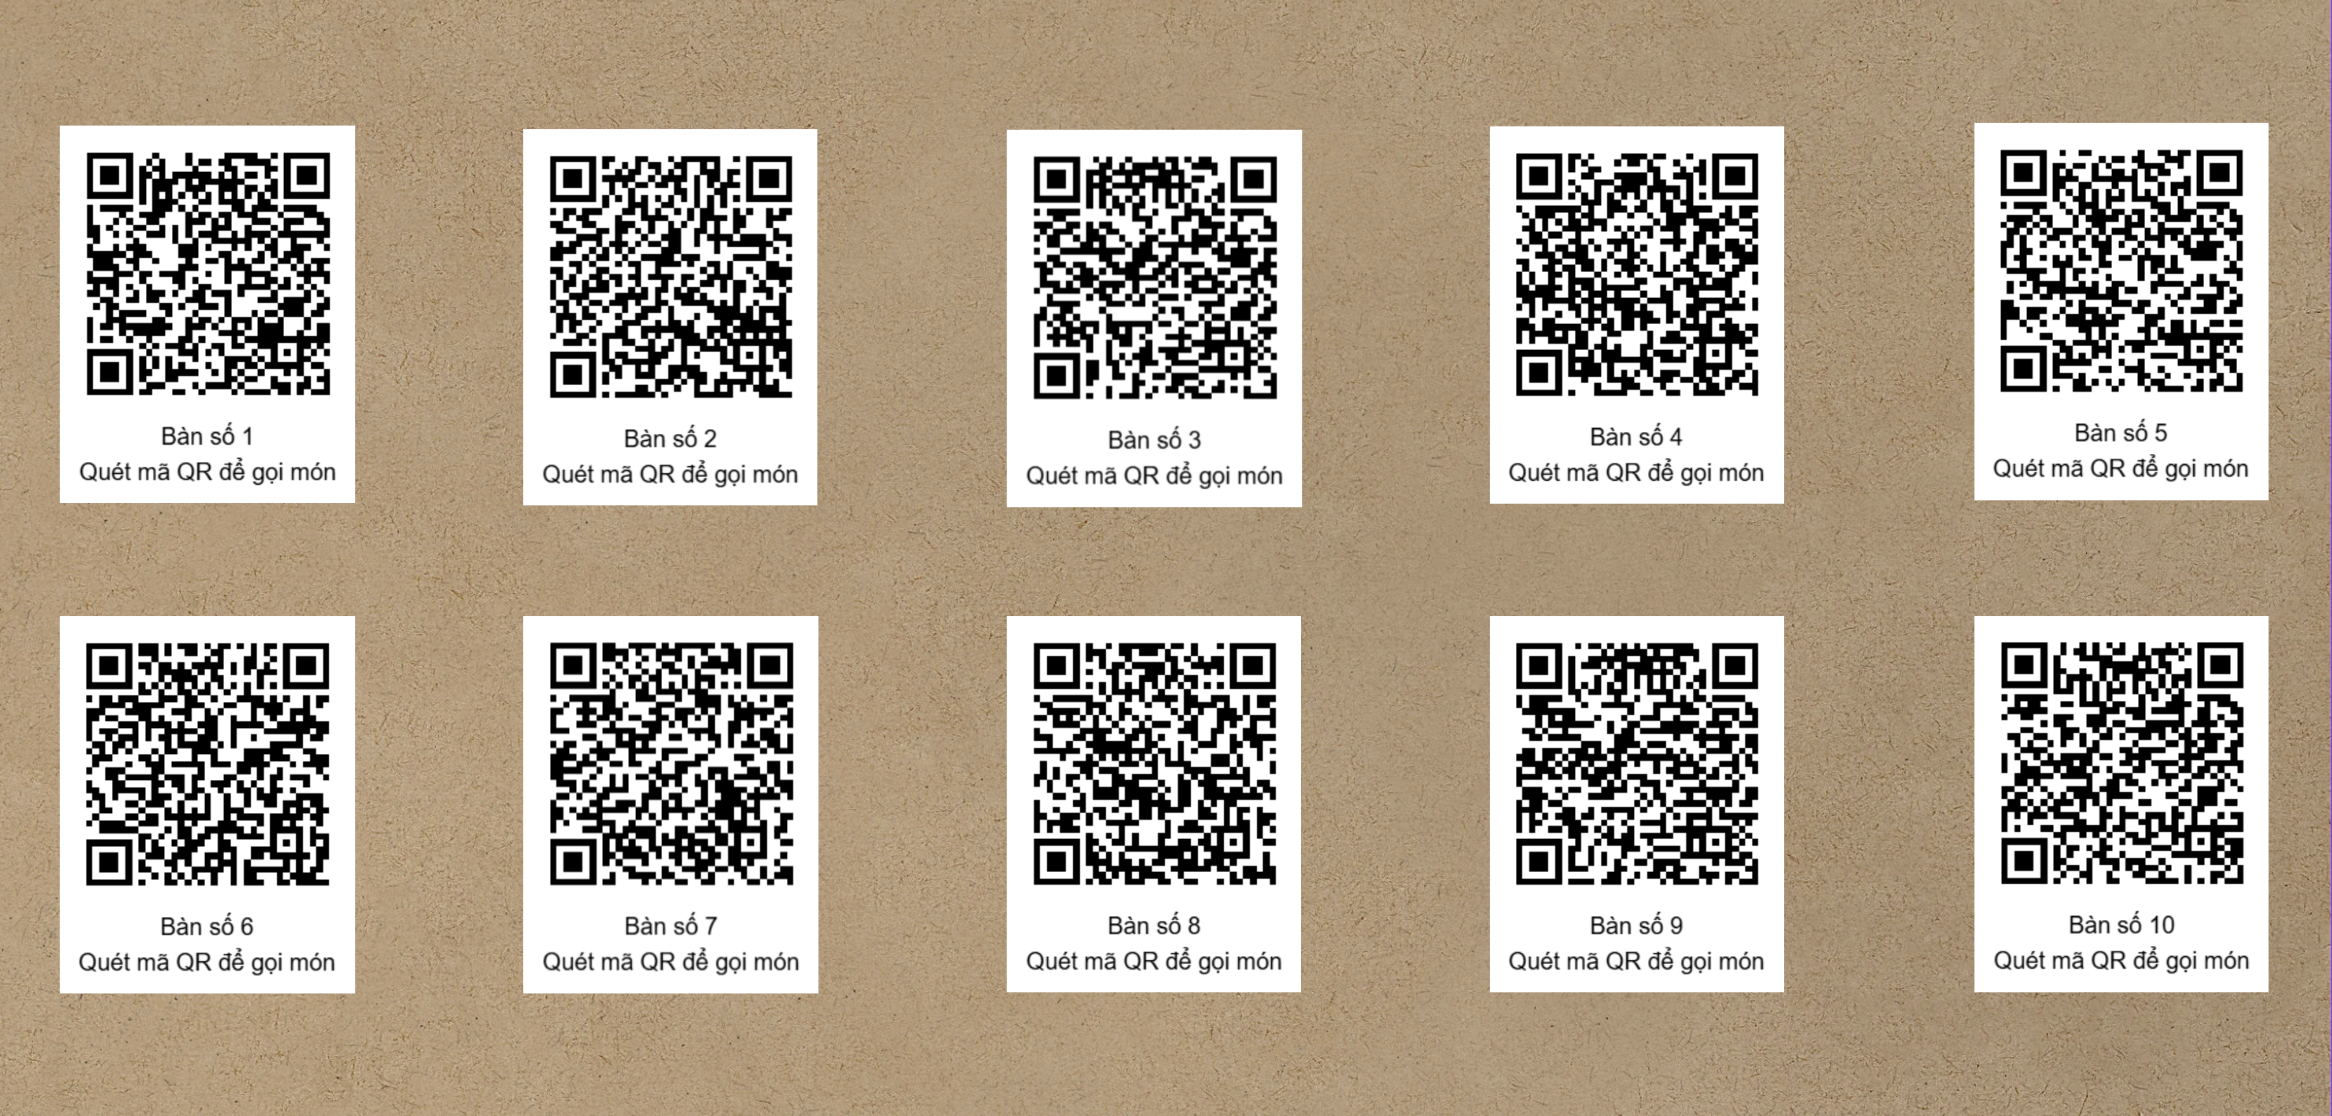 Bàn số 1
Quét mã QR để gọi món
Bàn số 2
Quét mã QR để gọi món
Bàn số 3
Quét mã QR để gọi món
Bàn số 4
Quét mã QR để gọi món
Bàn số 5
Quét mã QR để gọi món
Bàn số 6
Quét mã QR để gọi món
Bàn số 7
Quét mã QR để gọi món
Bàn số 8
Quét mã QR để gọi món
Bàn số 9
Quét mã QR để gọi món
Bàn số 10
Quét mã QR để gọi món